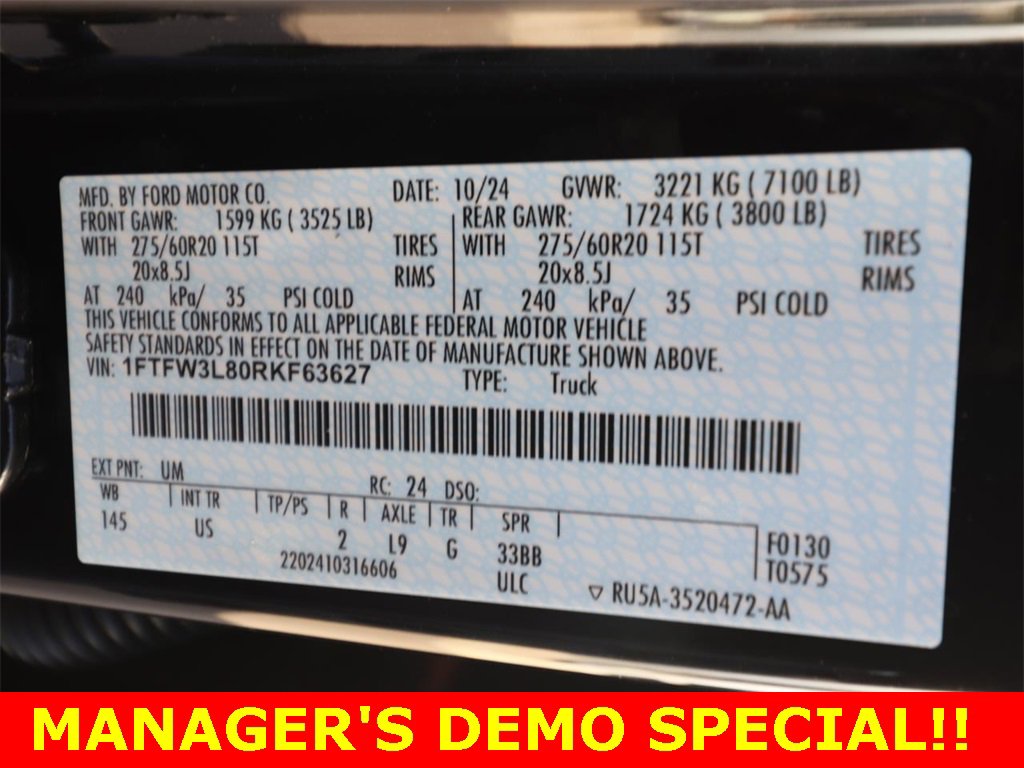 MFD. BY FORD MOTOR CO. DATE: 10/24 GVWR: 3221 KG ( 7100 LB)
FRONT GAWR: 1599 KG ( 3525 LB) REAR GAWR: 1724 KG ( 3800 LB)
WITH 275/60R20 115T TIRES WITH 275/60R20 115T TIRES
20x8.5J RIMS 20x8.5J RIMS
AT 240 kPa/ 35 PSI COLD AT 240 kPa/ 35 PSI COLD
THIS VEHICLE CONFORMS TO ALL APPLICABLE FEDERAL MOTOR VEHICLE
SAFETY STANDARDS IN EFFECT ON THE DATE OF MANUFACTURE SHOWN ABOVE.
VIN: 1FTFW3L80RKF63627 TYPE: Truck
EXT PNT: UM RC: 24 DSO:
WB INT TR TP/PS R AXLE TR SPR
145 US 2 L9 G 33BB F0130
2202410316606 ULC T0575
▽ RU5A-3520472-AA
MANAGER'S DEMO SPECIAL!!